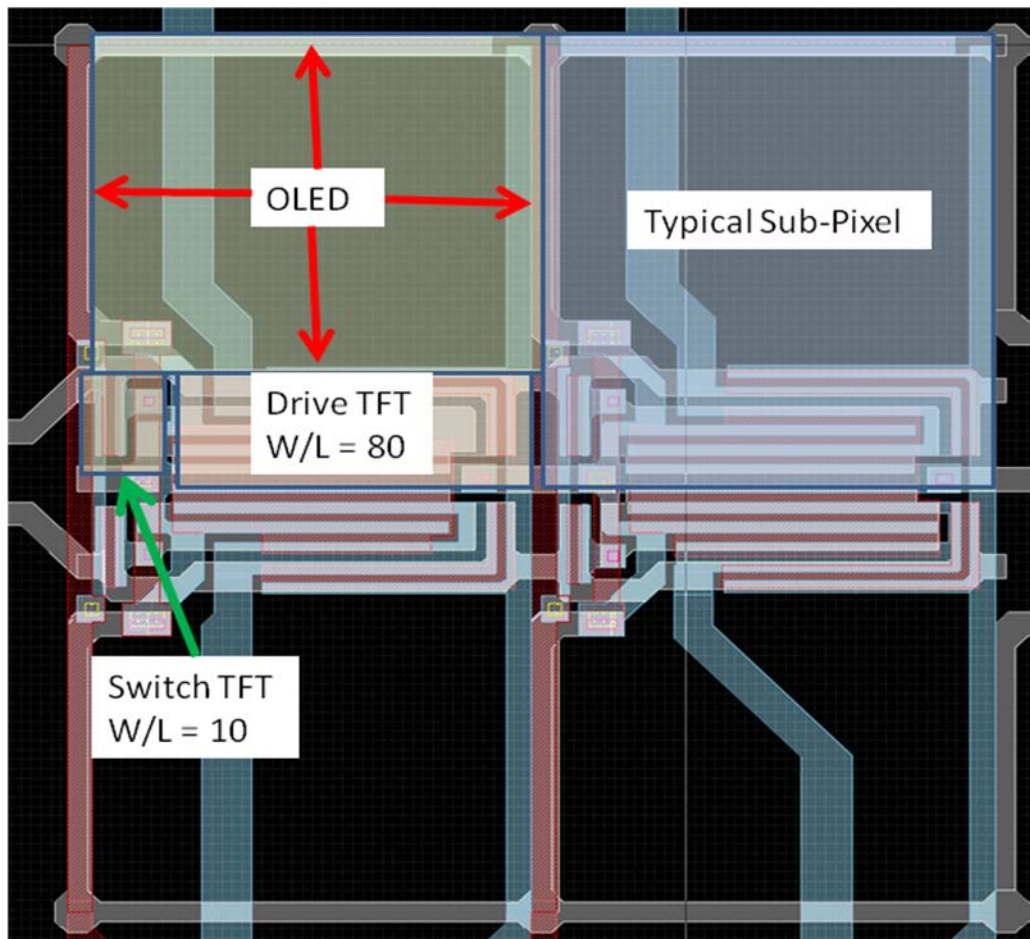 OLED
Typical Sub-Pixel
Drive TFT
W/L = 80
Switch TFT
W/L = 10